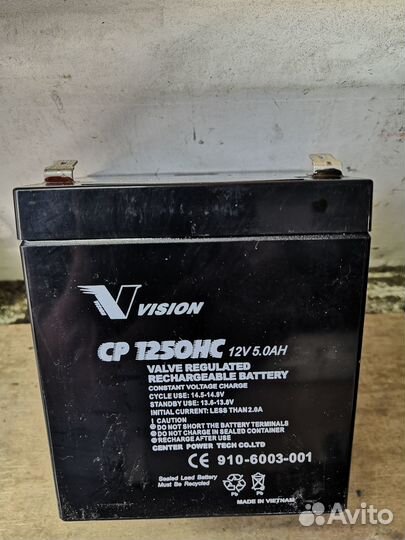 VISION
CP 1250HC 12V 5.0AH
VALVE REGULATED
RECHARGEABLE BATTERY
CONSTANT VOLTAGE CHARGE
CYCLE USE: 14.5-14.9V
STANDBY USE: 13.6-13.8V
INITIAL CURRENT: LESS THAN 2.0A
⚠ CAUTION
DO NOT SHORT THE BATTERY TERMINALS
DO NOT CHARGE IN SEALED CONTAINER
RECHARGE AFTER USE
CENTER POWER TECH CO.LTD
CE 910-6003-001
Sealed Lead Battery
Must Be Recycled
Pb Pb
MADE IN VIETNAM
Avito